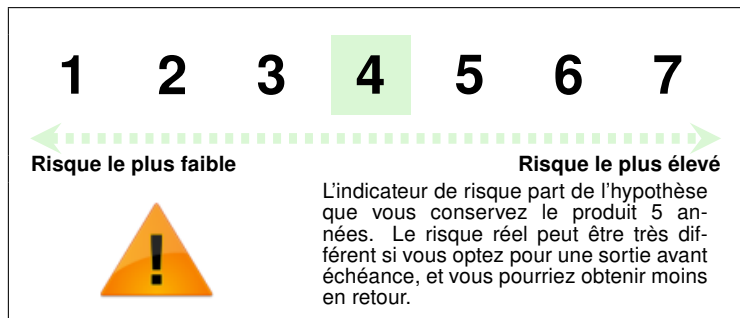 1 2 3 4 5 6 7
Risque le plus faible Risque le plus élevé
L'indicateur de risque part de l'hypothèse
que vous conservez le produit 5 an-
nées. Le risque réel peut être très dif-
férent si vous optez pour une sortie avant
échéance, et vous pourriez obtenir moins
en retour.